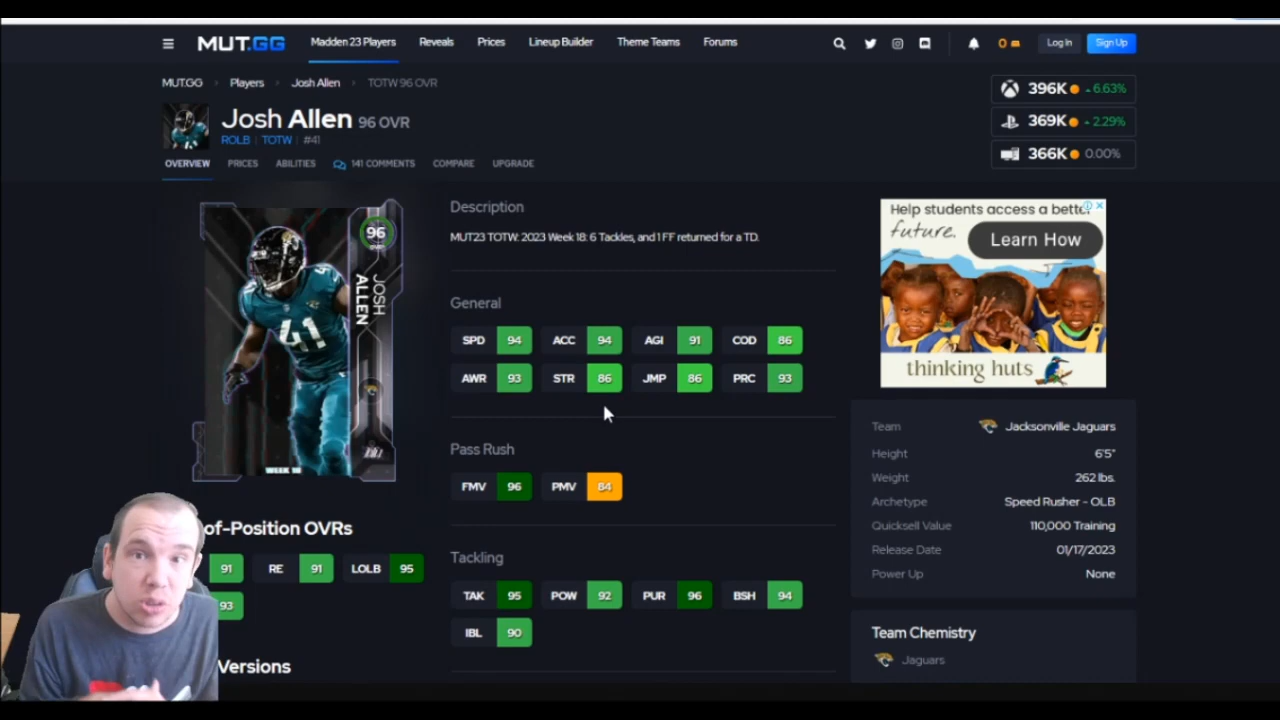 MUT.GG Madden 23 Players Reveals Prices Lineup Builder Theme Teams Forums 0 Log In Sign Up
MUT.GG Players Josh Allen TOTW 96 OVR
Josh Allen 96 OVR
ROLB TOTW #41
OVERVIEW PRICES ABILITIES 141 COMMENTS COMPARE UPGRADE
396K 6.63%
369K 2.29%
366K 0.00%
96
JOSH ALLEN
41
WEEK 18
Description
MUT23 TOTW: 2023 Week 18: 6 Tackles, and 1 FF returned for a TD.
General
SPD 94 ACC 94 AGI 91 COD 86
AWR 93 STR 86 JMP 86 PRC 93
Pass Rush
FMV 96 PMV 84
Tackling
TAK 95 POW 92 PUR 96 BSH 94
IBL 90
of-Position OVRs
91 RE 91 LOLB 95
93
Versions
Help students access a better
future. Learn How
thinking huts
Team Jacksonville Jaguars
Height 6'5"
Weight 262 lbs.
Archetype Speed Rusher - OLB
Quicksell Value 110,000 Training
Release Date 01/17/2023
Power Up None
Team Chemistry
Jaguars